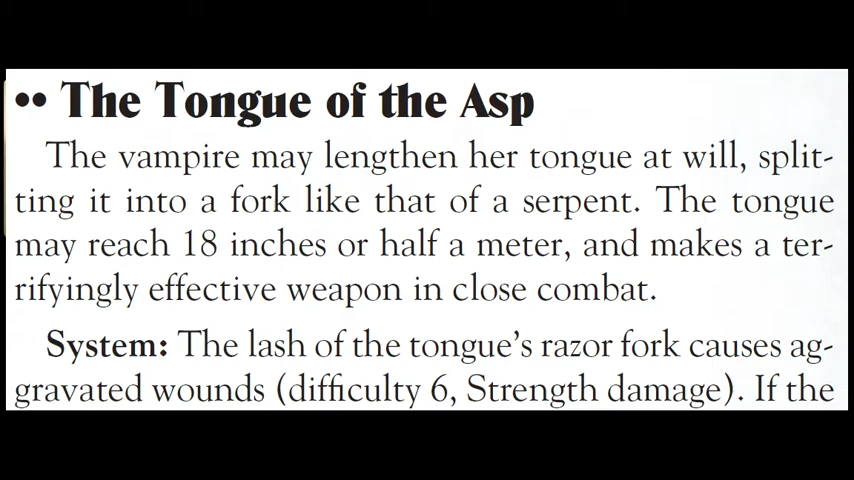 •• The Tongue of the Asp
The vampire may lengthen her tongue at will, split-
ting it into a fork like that of a serpent. The tongue
may reach 18 inches or half a meter, and makes a ter-
rifyingly effective weapon in close combat.
System: The lash of the tongue's razor fork causes ag-
gravated wounds (difficulty 6, Strength damage). If the